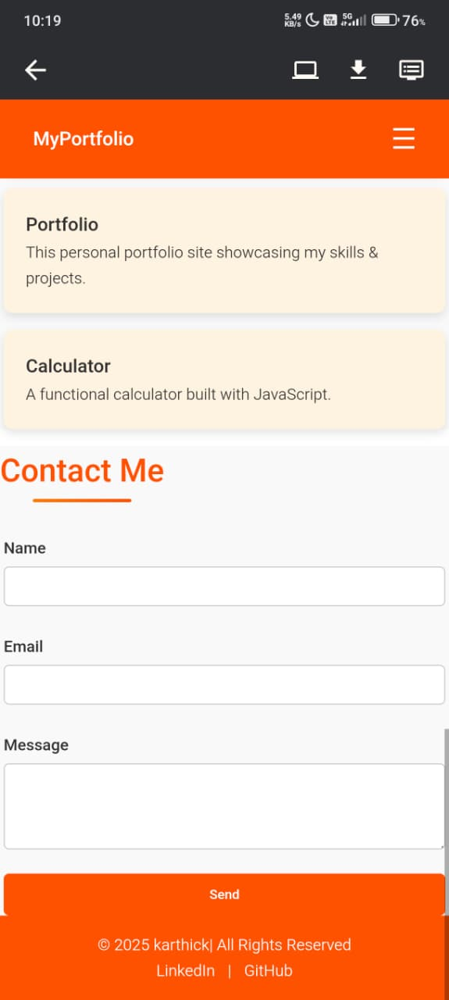 10:19
5.49 KB/s Vo LTE 5G 76%
MyPortfolio
Portfolio
This personal portfolio site showcasing my skills &
projects.
Calculator
A functional calculator built with JavaScript.
Contact Me
Name
Email
Message
Send
© 2025 karthick| All Rights Reserved
LinkedIn | GitHub